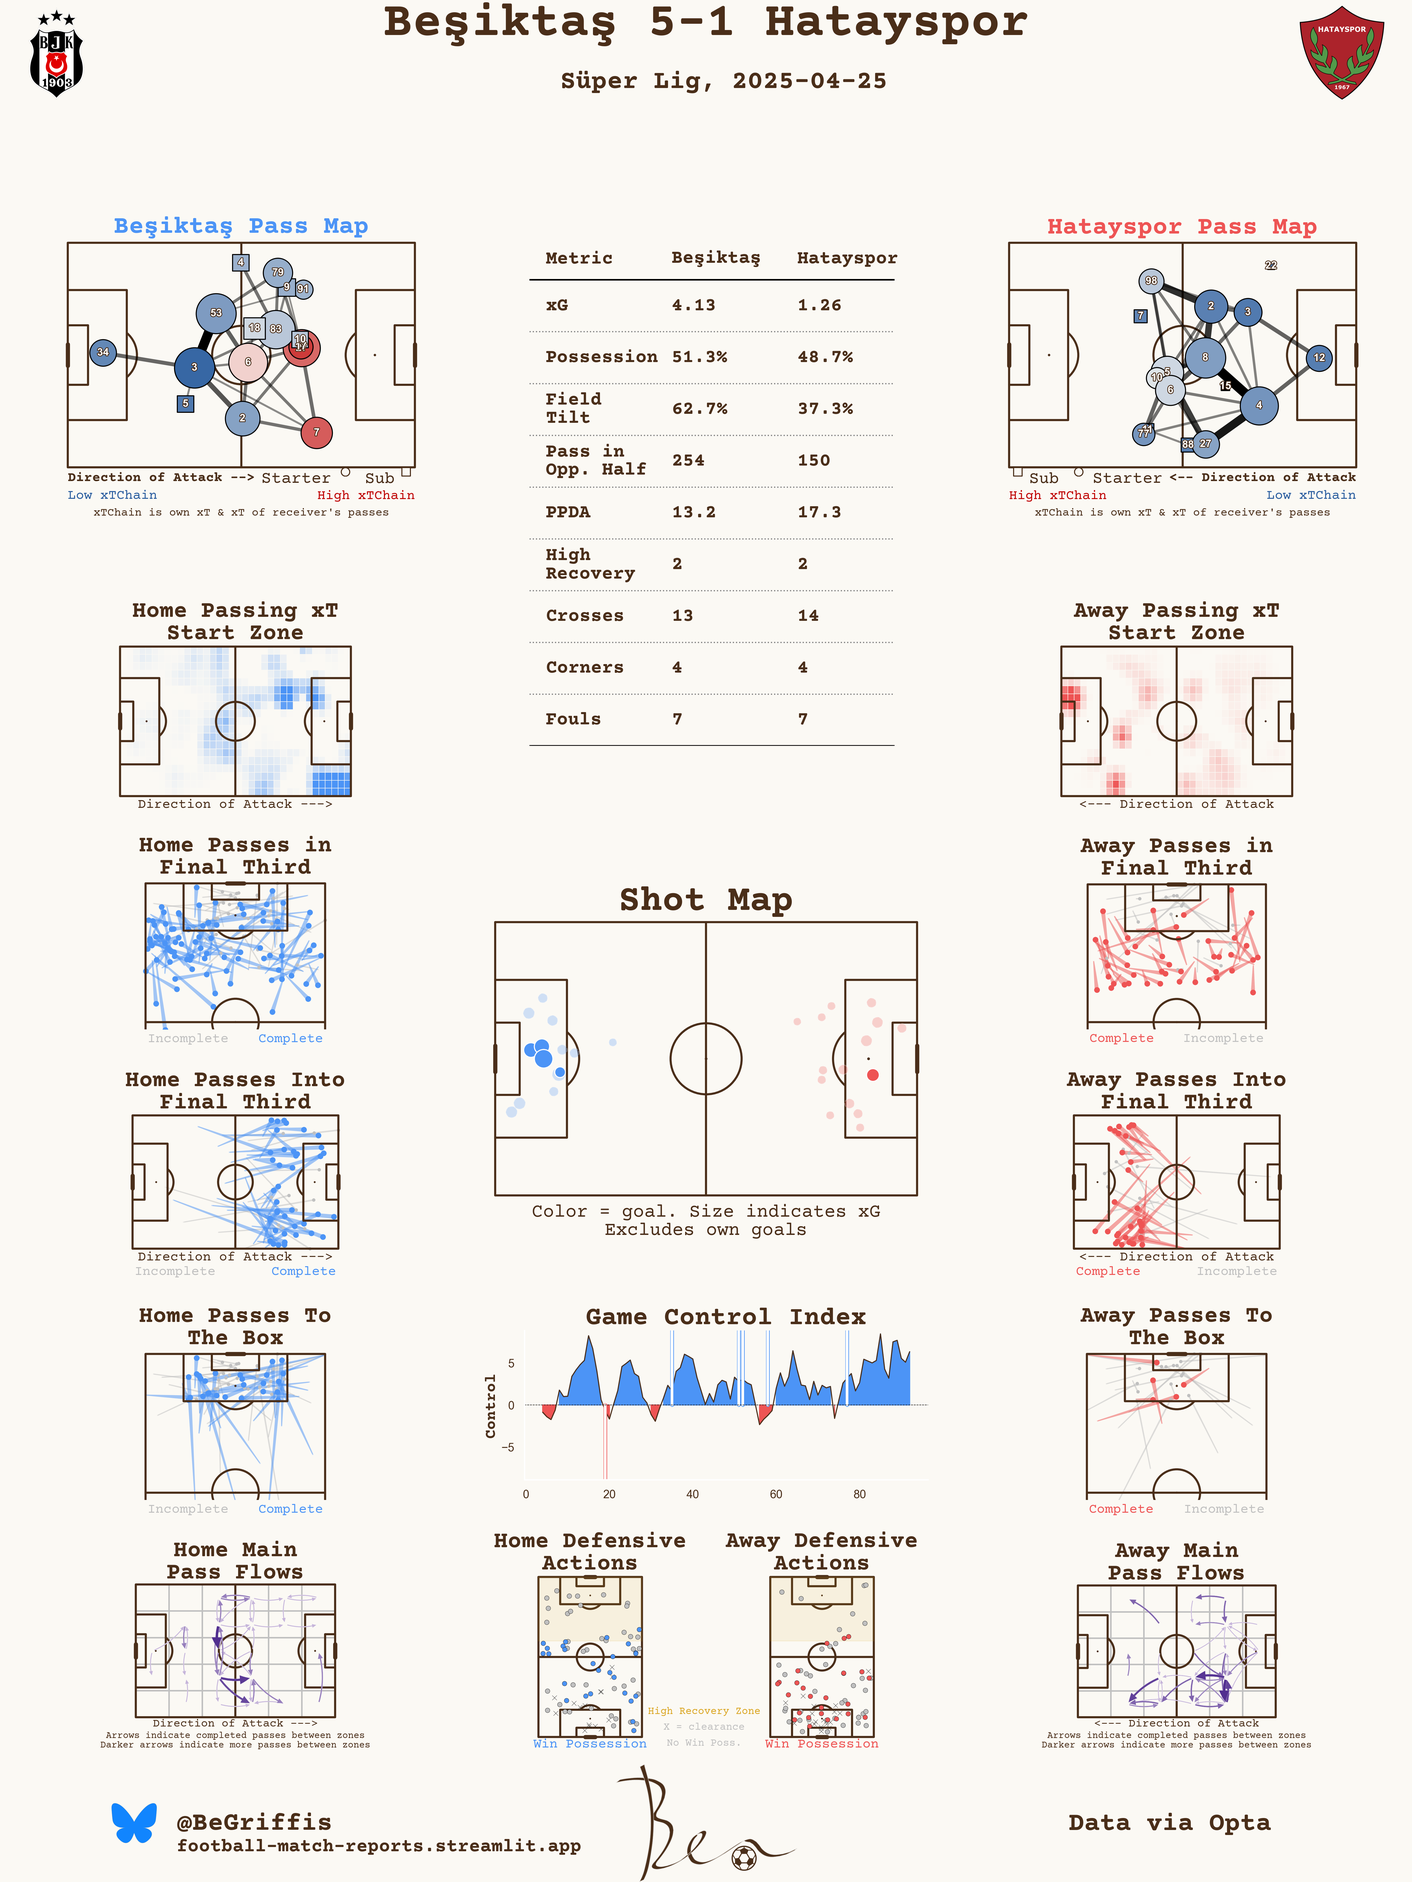 Beşiktaş 5-1 Hatayspor
Süper Lig, 2025-04-25
BJK
1903
HATAYSPOR
1967
Beşiktaş Pass Map
4
79
9
91
53
18
83
10
17
34
3
6
5
2
7
Direction of Attack --> Starter Sub
Low xTChain High xTChain
xTChain is own xT & xT of receiver's passes
Metric Beşiktaş Hatayspor
xG 4.13 1.26
Possession 51.3% 48.7%
Field
Tilt 62.7% 37.3%
Pass in
Opp. Half 254 150
PPDA 13.2 17.3
High
Recovery 2 2
Crosses 13 14
Corners 4 4
Fouls 7 7
Hatayspor Pass Map
22
98
2
3
7
8
12
5
10
15
6
4
77
88
27
Sub Starter <-- Direction of Attack
High xTChain Low xTChain
xTChain is own xT & xT of receiver's passes
Home Passing xT
Start Zone
Direction of Attack --->
Away Passing xT
Start Zone
<--- Direction of Attack
Home Passes in
Final Third
Incomplete Complete
Away Passes in
Final Third
Complete Incomplete
Shot Map
Color = goal. Size indicates xG
Excludes own goals
Home Passes Into
Final Third
Direction of Attack --->
Incomplete Complete
Away Passes Into
Final Third
<--- Direction of Attack
Complete Incomplete
Home Passes To
The Box
Incomplete Complete
Game Control Index
Control
5
0
−5
0 20 40 60 80
Away Passes To
The Box
Complete Incomplete
Home Main
Pass Flows
Direction of Attack --->
Arrows indicate completed passes between zones
Darker arrows indicate more passes between zones
Home Defensive
Actions
Win Possession
High Recovery Zone
X = clearance
No Win Poss.
Away Defensive
Actions
Win Possession
Away Main
Pass Flows
<--- Direction of Attack
Arrows indicate completed passes between zones
Darker arrows indicate more passes between zones
@BeGriffis
football-match-reports.streamlit.app
Ben
Data via Opta